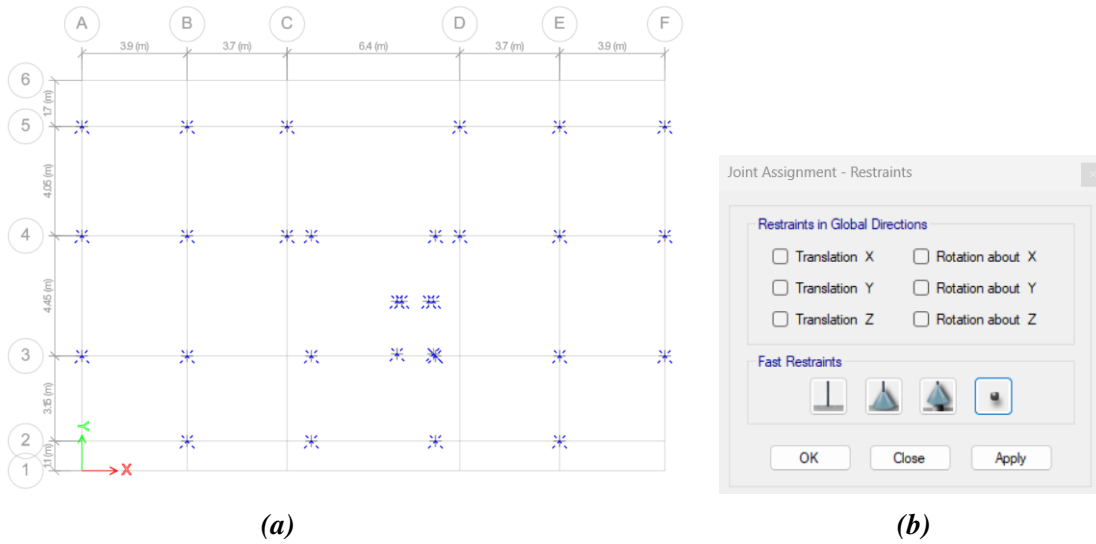 A B C D E F
3.9 (m) 3.7 (m) 6.4 (m) 3.7 (m) 3.9 (m)
6
1.7 (m)
5
4.05 (m)
4
4.45 (m)
3
3.15 (m)
2
1.1 (m)
1
Y
X
(a)
Joint Assignment - Restraints
Restraints in Global Directions
Translation X Rotation about X
Translation Y Rotation about Y
Translation Z Rotation about Z
Fast Restraints
OK Close Apply
(b)